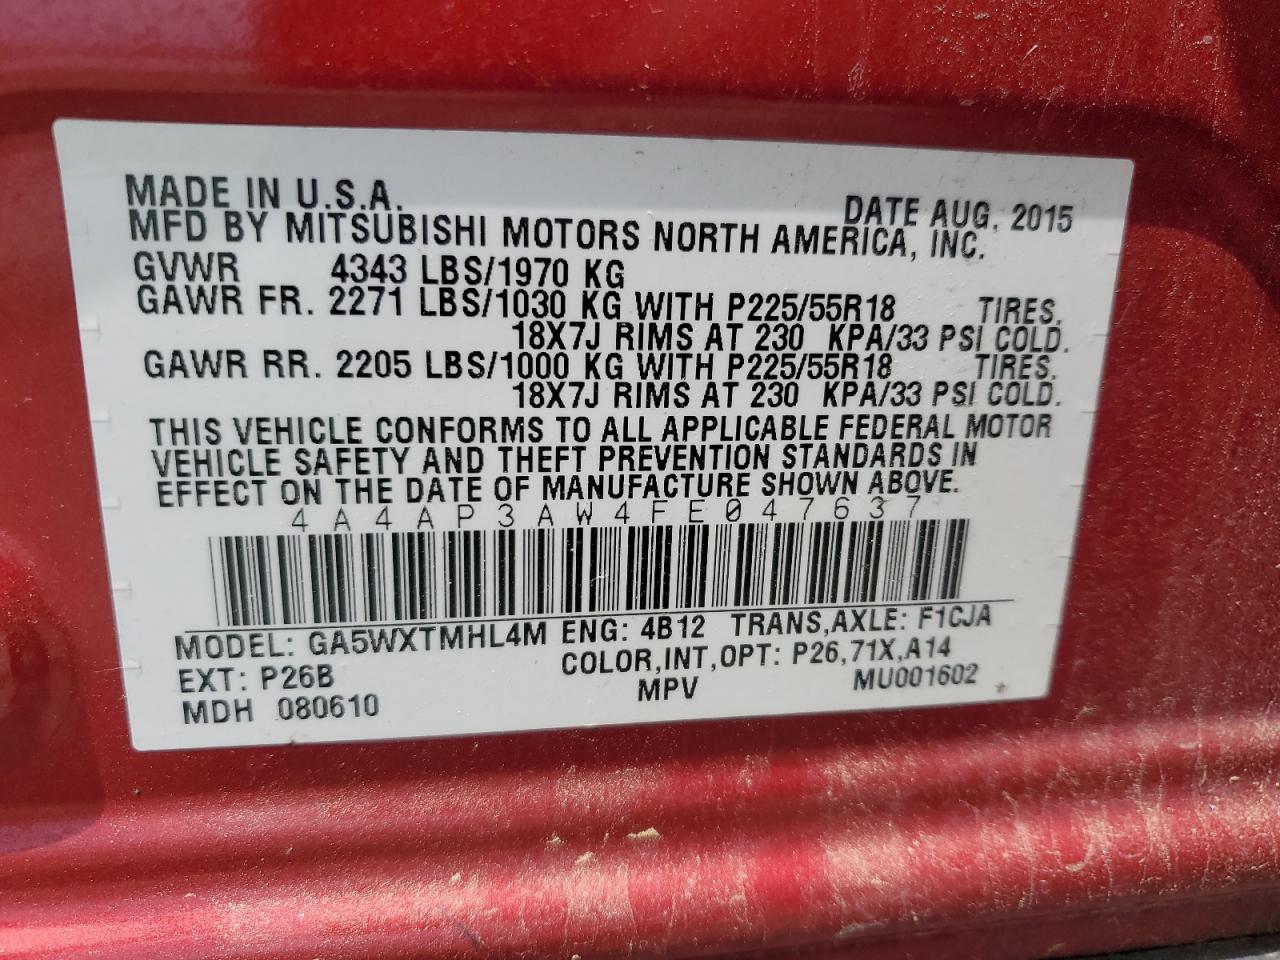 MADE IN U.S.A.
DATE AUG. 2015
MFD BY MITSUBISHI MOTORS NORTH AMERICA, INC.
GVWR 4343 LBS/1970 KG
GAWR FR. 2271 LBS/1030 KG WITH P225/55R18 TIRES,
18X7J RIMS AT 230 KPA/33 PSI COLD.
GAWR RR. 2205 LBS/1000 KG WITH P225/55R18 TIRES,
18X7J RIMS AT 230 KPA/33 PSI COLD.
THIS VEHICLE CONFORMS TO ALL APPLICABLE FEDERAL MOTOR
VEHICLE SAFETY AND THEFT PREVENTION STANDARDS IN
EFFECT ON THE DATE OF MANUFACTURE SHOWN ABOVE.
4A4AP3AW4FE047637
MODEL: GA5WXTMHL4M ENG: 4B12 TRANS,AXLE: F1CJA
EXT: P26B COLOR,INT,OPT: P26,71X,A14
MDH 080610 MPV MU001602